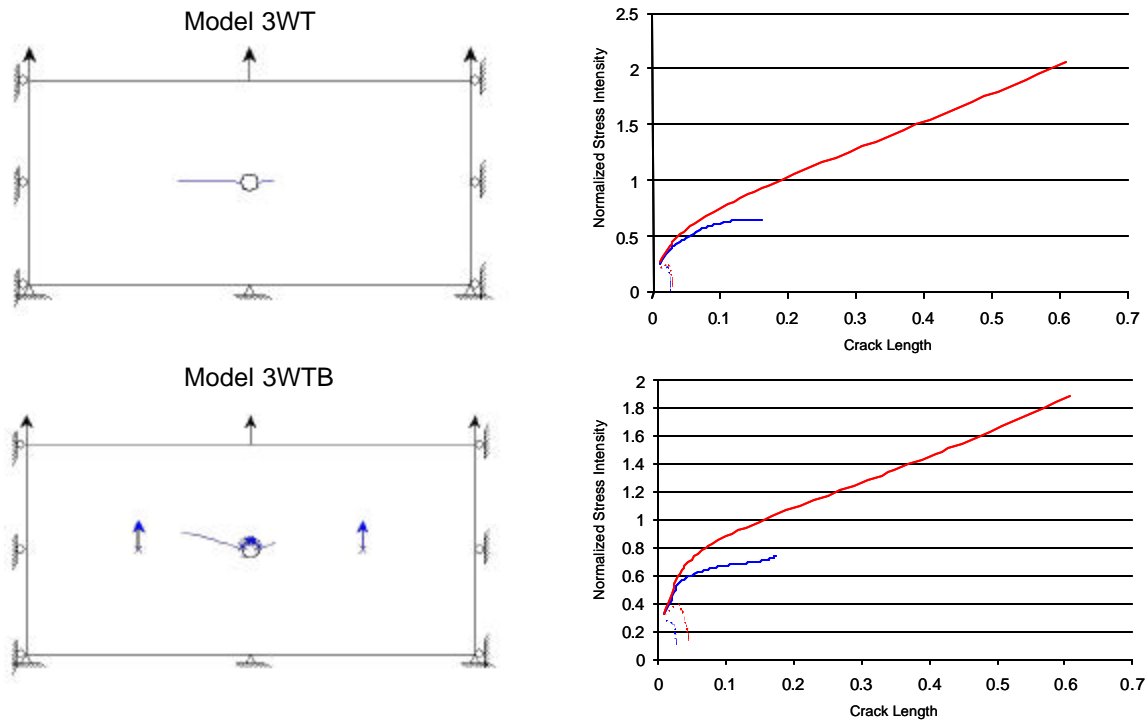 Model 3WT
2.5
2
1.5
1
0.5
0
Normalized Stress Intensity
0 0.1 0.2 0.3 0.4 0.5 0.6 0.7
Crack Length
Model 3WTB
2
1.8
1.6
1.4
1.2
1
0.8
0.6
0.4
0.2
0
Normalized Stress Intensity
0 0.1 0.2 0.3 0.4 0.5 0.6 0.7
Crack Length